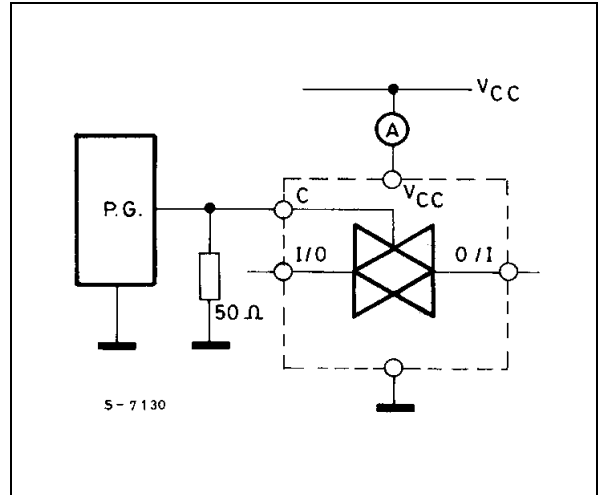 VCC
A
VCC
P.G.
C
I/O
O/I
50 Ω
S-7130